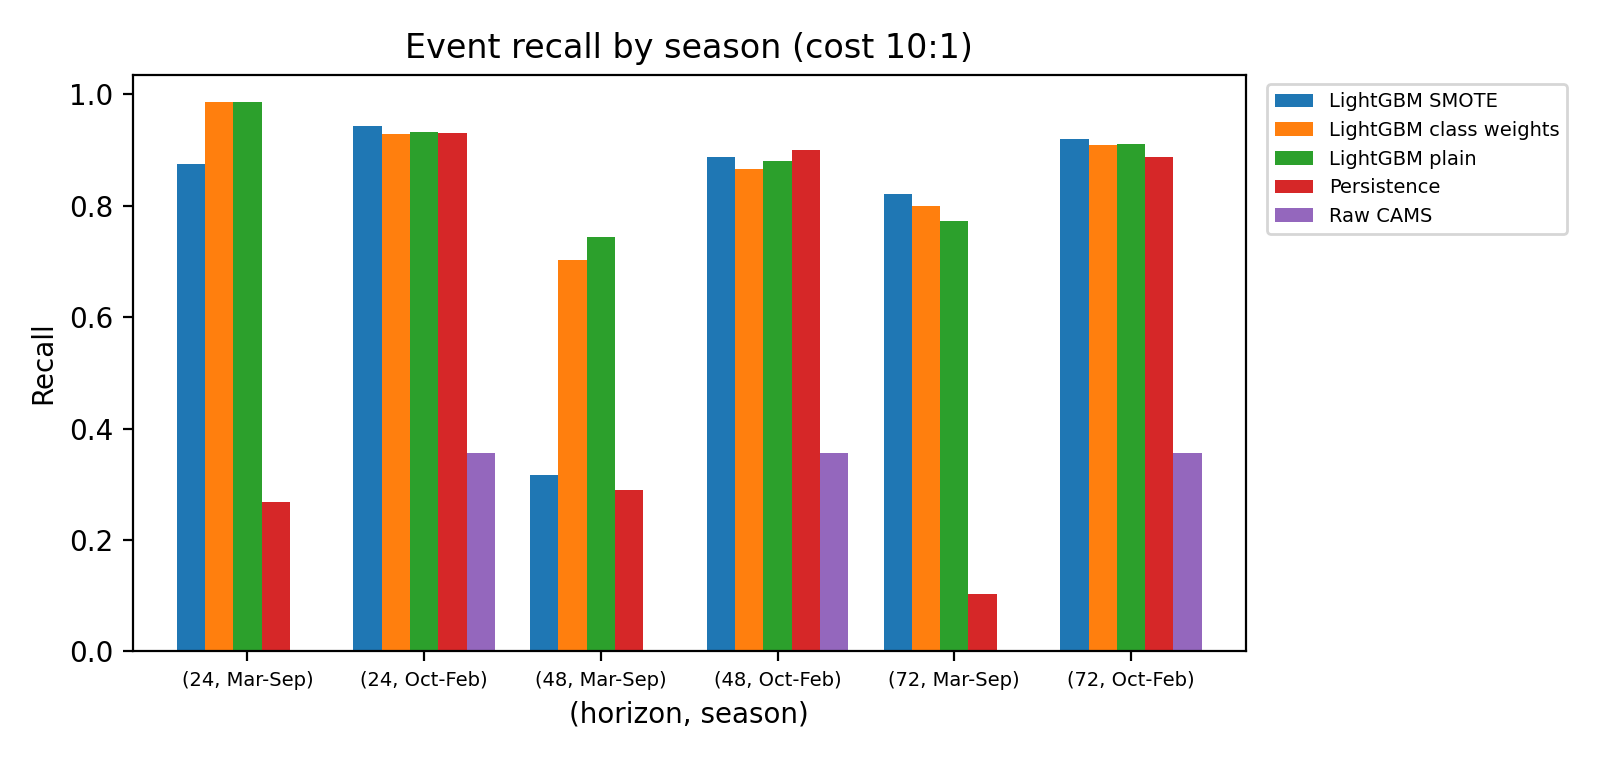 Event recall by season (cost 10:1)
1.0
0.8
0.6
0.4
0.2
0.0
Recall
(24, Mar-Sep)
(24, Oct-Feb)
(48, Mar-Sep)
(48, Oct-Feb)
(72, Mar-Sep)
(72, Oct-Feb)
(horizon, season)
LightGBM SMOTE
LightGBM class weights
LightGBM plain
Persistence
Raw CAMS